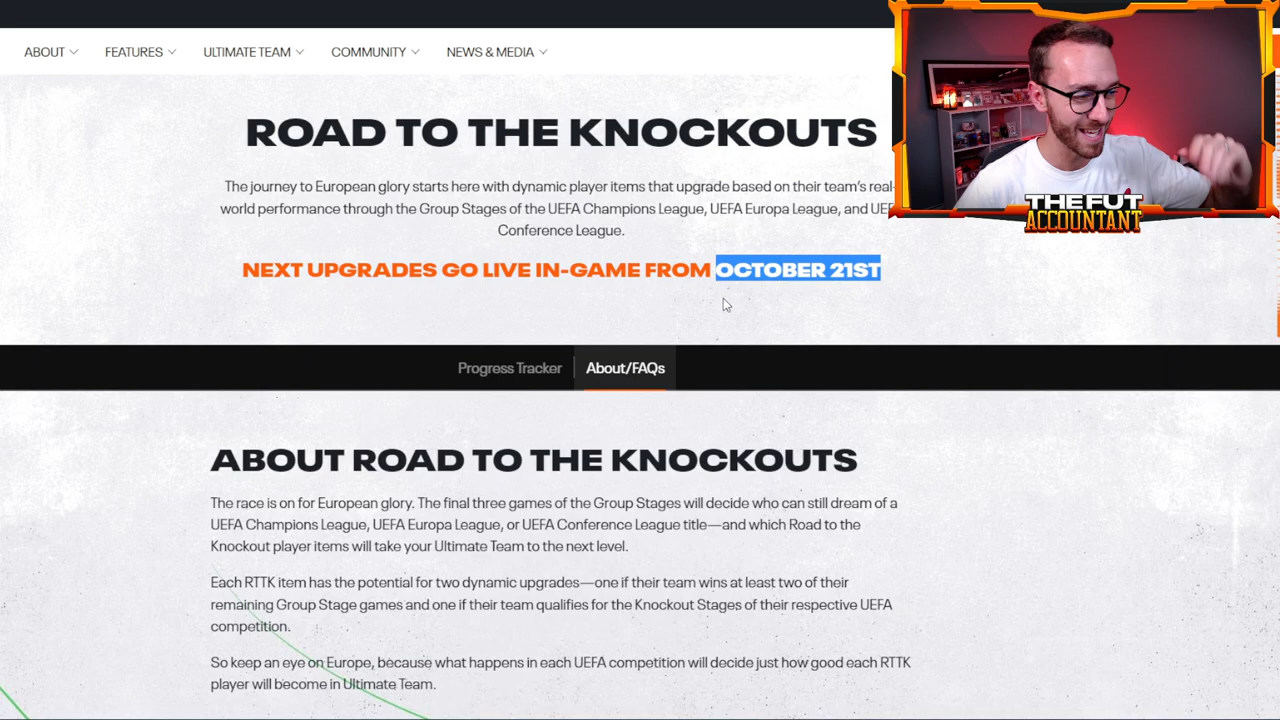 ABOUT
FEATURES
ULTIMATE TEAM
COMMUNITY
NEWS & MEDIA
ROAD TO THE KNOCKOUTS
The journey to European glory starts here with dynamic player items that upgrade based on their team's real-
world performance through the Group Stages of the UEFA Champions League, UEFA Europa League, and
Conference League.
NEXT UPGRADES GO LIVE IN-GAME FROM OCTOBER 21ST
THE FUT
ACCOUNTANT
Progress Tracker
About/FAQs
ABOUT ROAD TO THE KNOCKOUTS
The race is on for European glory. The final three games of the Group Stages will decide who can still dream of a
UEFA Champions League, UEFA Europa League, or UEFA Conference League title—and which Road to the
Knockout player items will take your Ultimate Team to the next level.
Each RTTK item has the potential for two dynamic upgrades—one if their team wins at least two of their
remaining Group Stage games and one if their team qualifies for the Knockout Stages of their respective UEFA
competition.
So keep an eye on Europe, because what happens in each UEFA competition will decide just how good each RTTK
player will become in Ultimate Team.